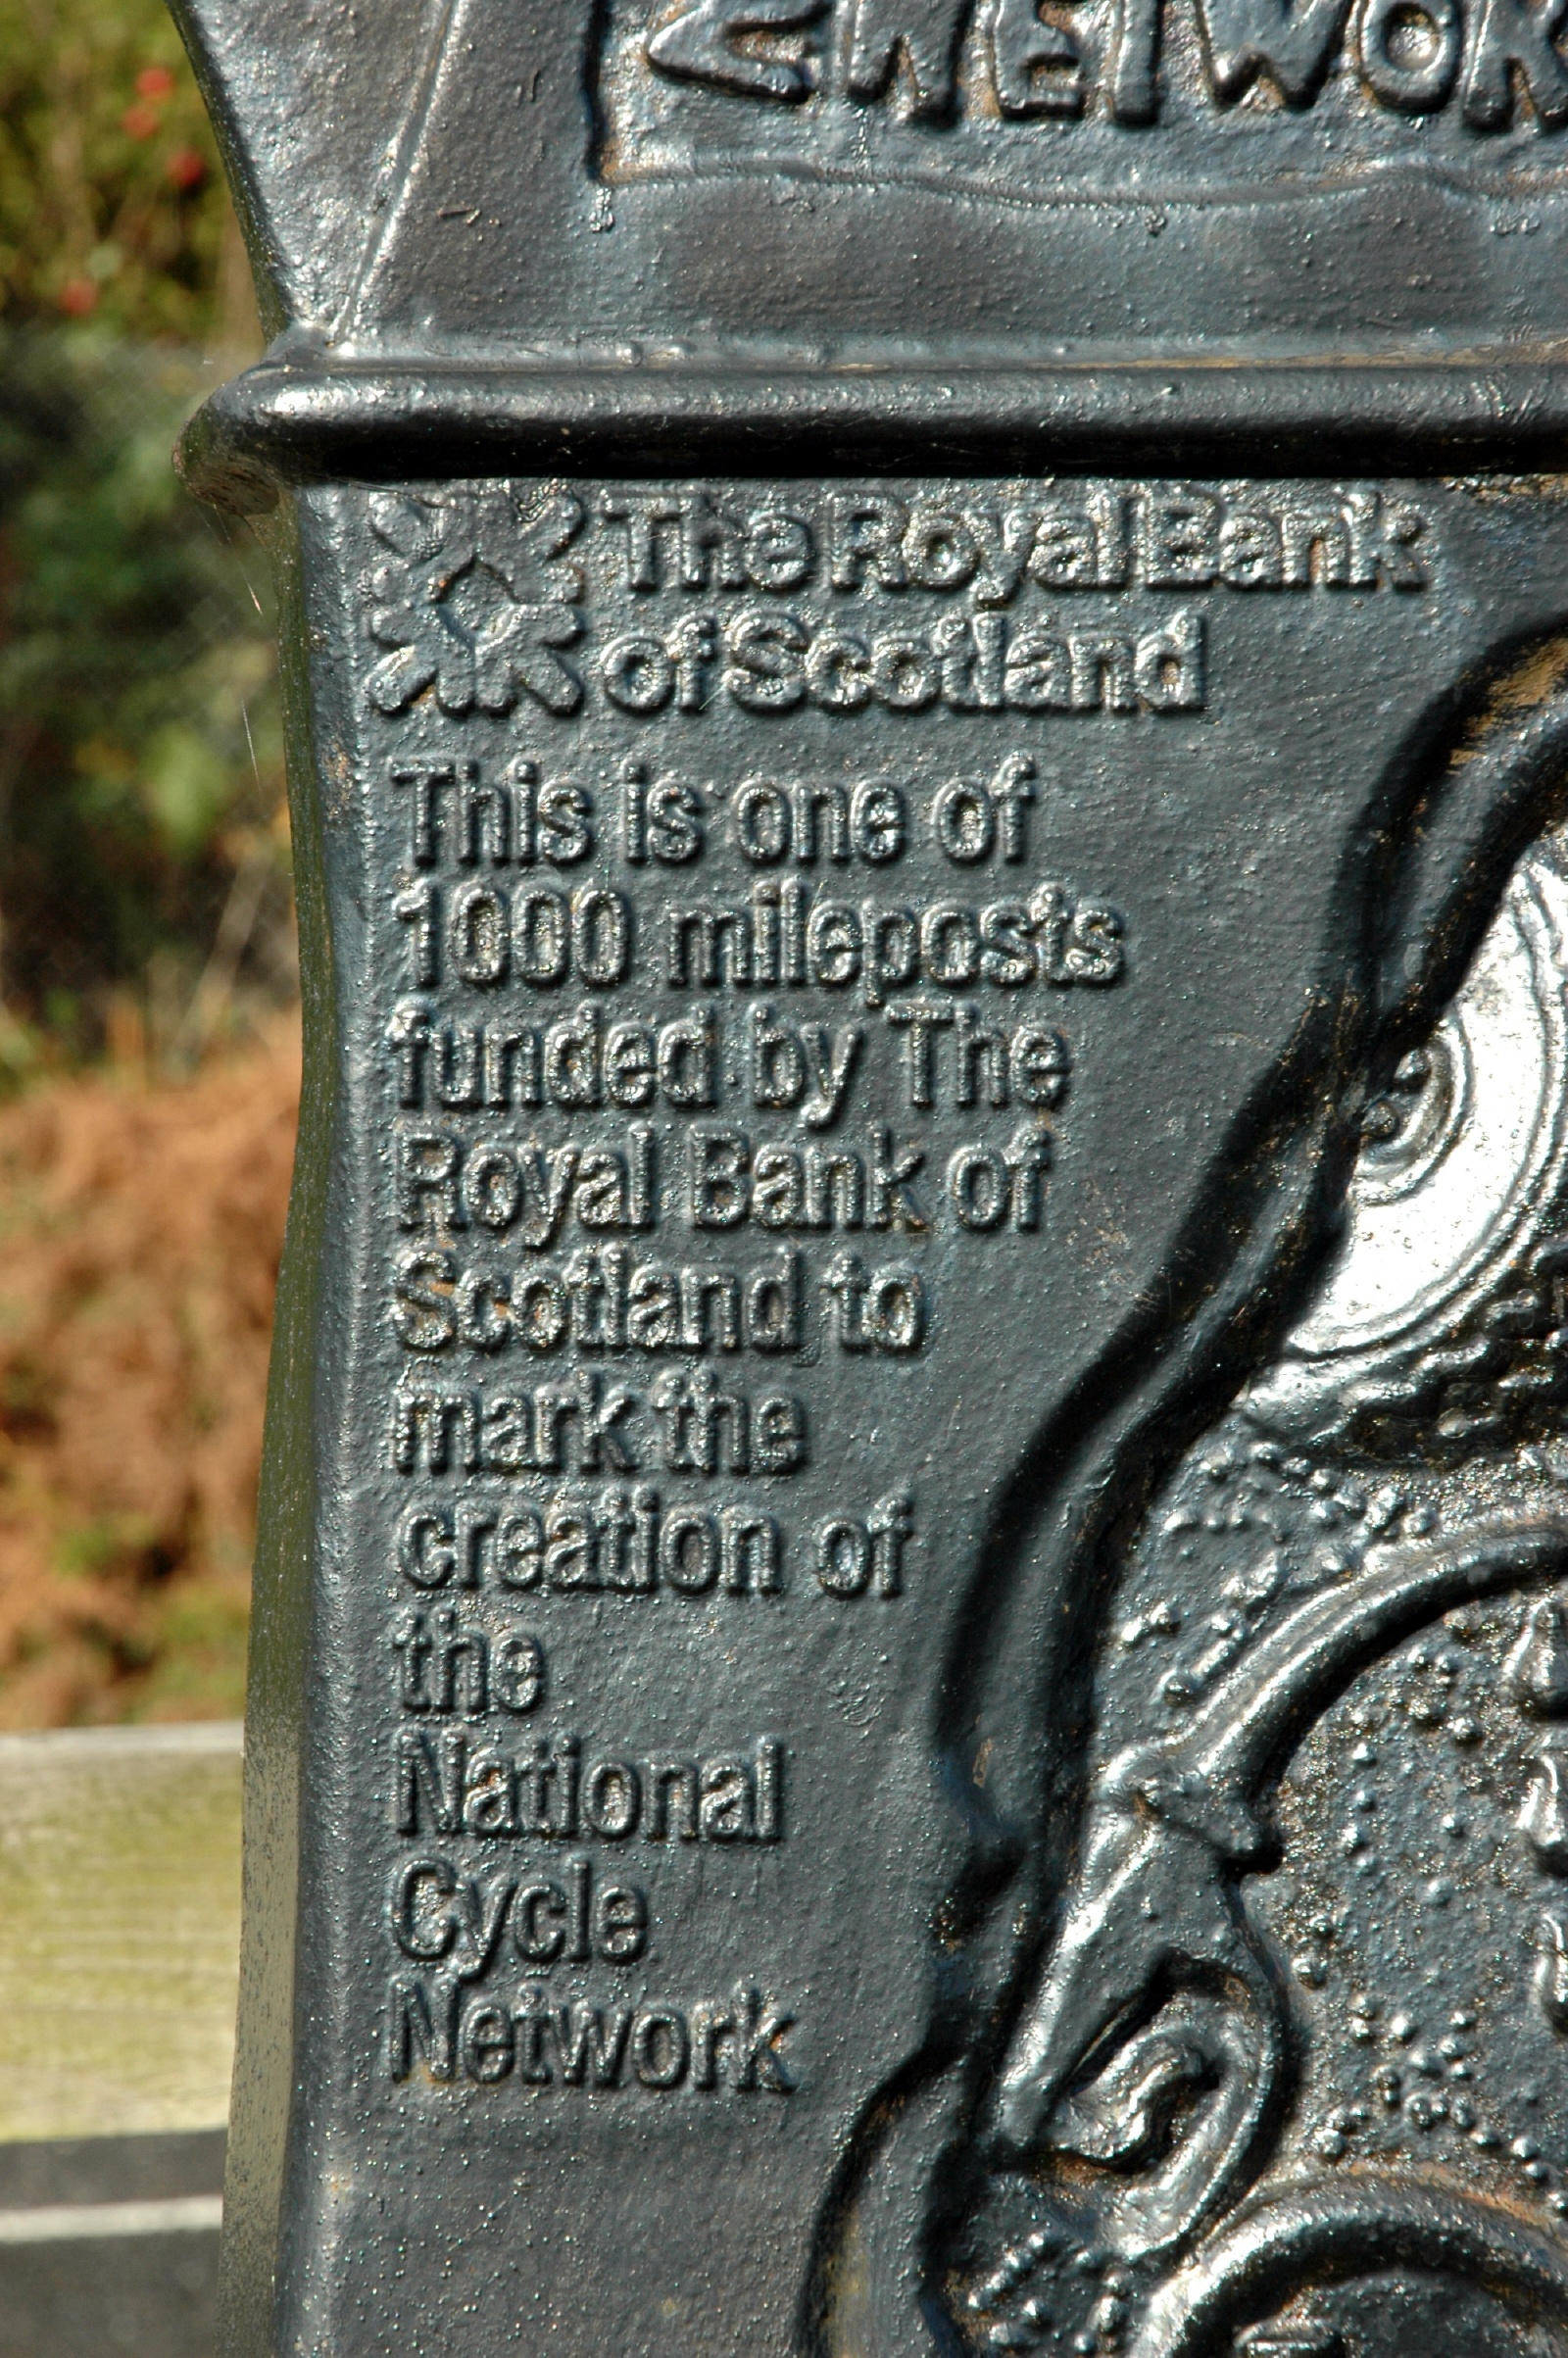 NETWOR
The Royal Bank
of Scotland
This is one of
1000 mileposts
funded by The
Royal Bank of
Scotland to
mark the
creation of
the
National
Cycle
Network